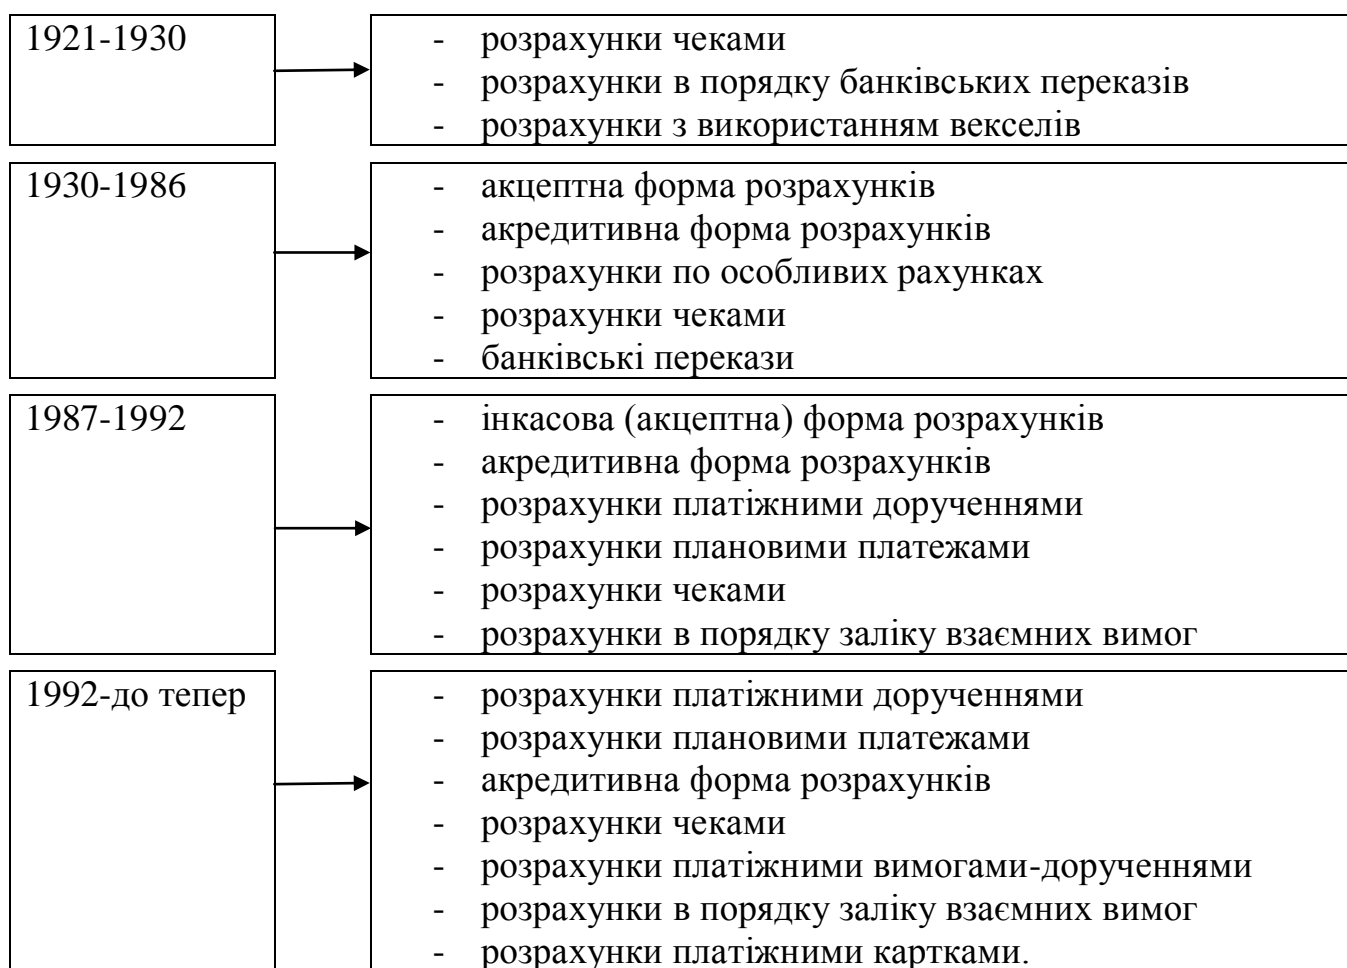 1921-1930
- розрахунки чеками
- розрахунки в порядку банківських переказів
- розрахунки з використанням векселів
1930-1986
- акцептна форма розрахунків
- акредитивна форма розрахунків
- розрахунки по особливих рахунках
- розрахунки чеками
- банківські перекази
1987-1992
- інкасова (акцептна) форма розрахунків
- акредитивна форма розрахунків
- розрахунки платіжними дорученнями
- розрахунки плановими платежами
- розрахунки чеками
- розрахунки в порядку заліку взаємних вимог
1992-до тепер
- розрахунки платіжними дорученнями
- розрахунки плановими платежами
- акредитивна форма розрахунків
- розрахунки чеками
- розрахунки платіжними вимогами-дорученнями
- розрахунки в порядку заліку взаємних вимог
- розрахунки платіжними картками.